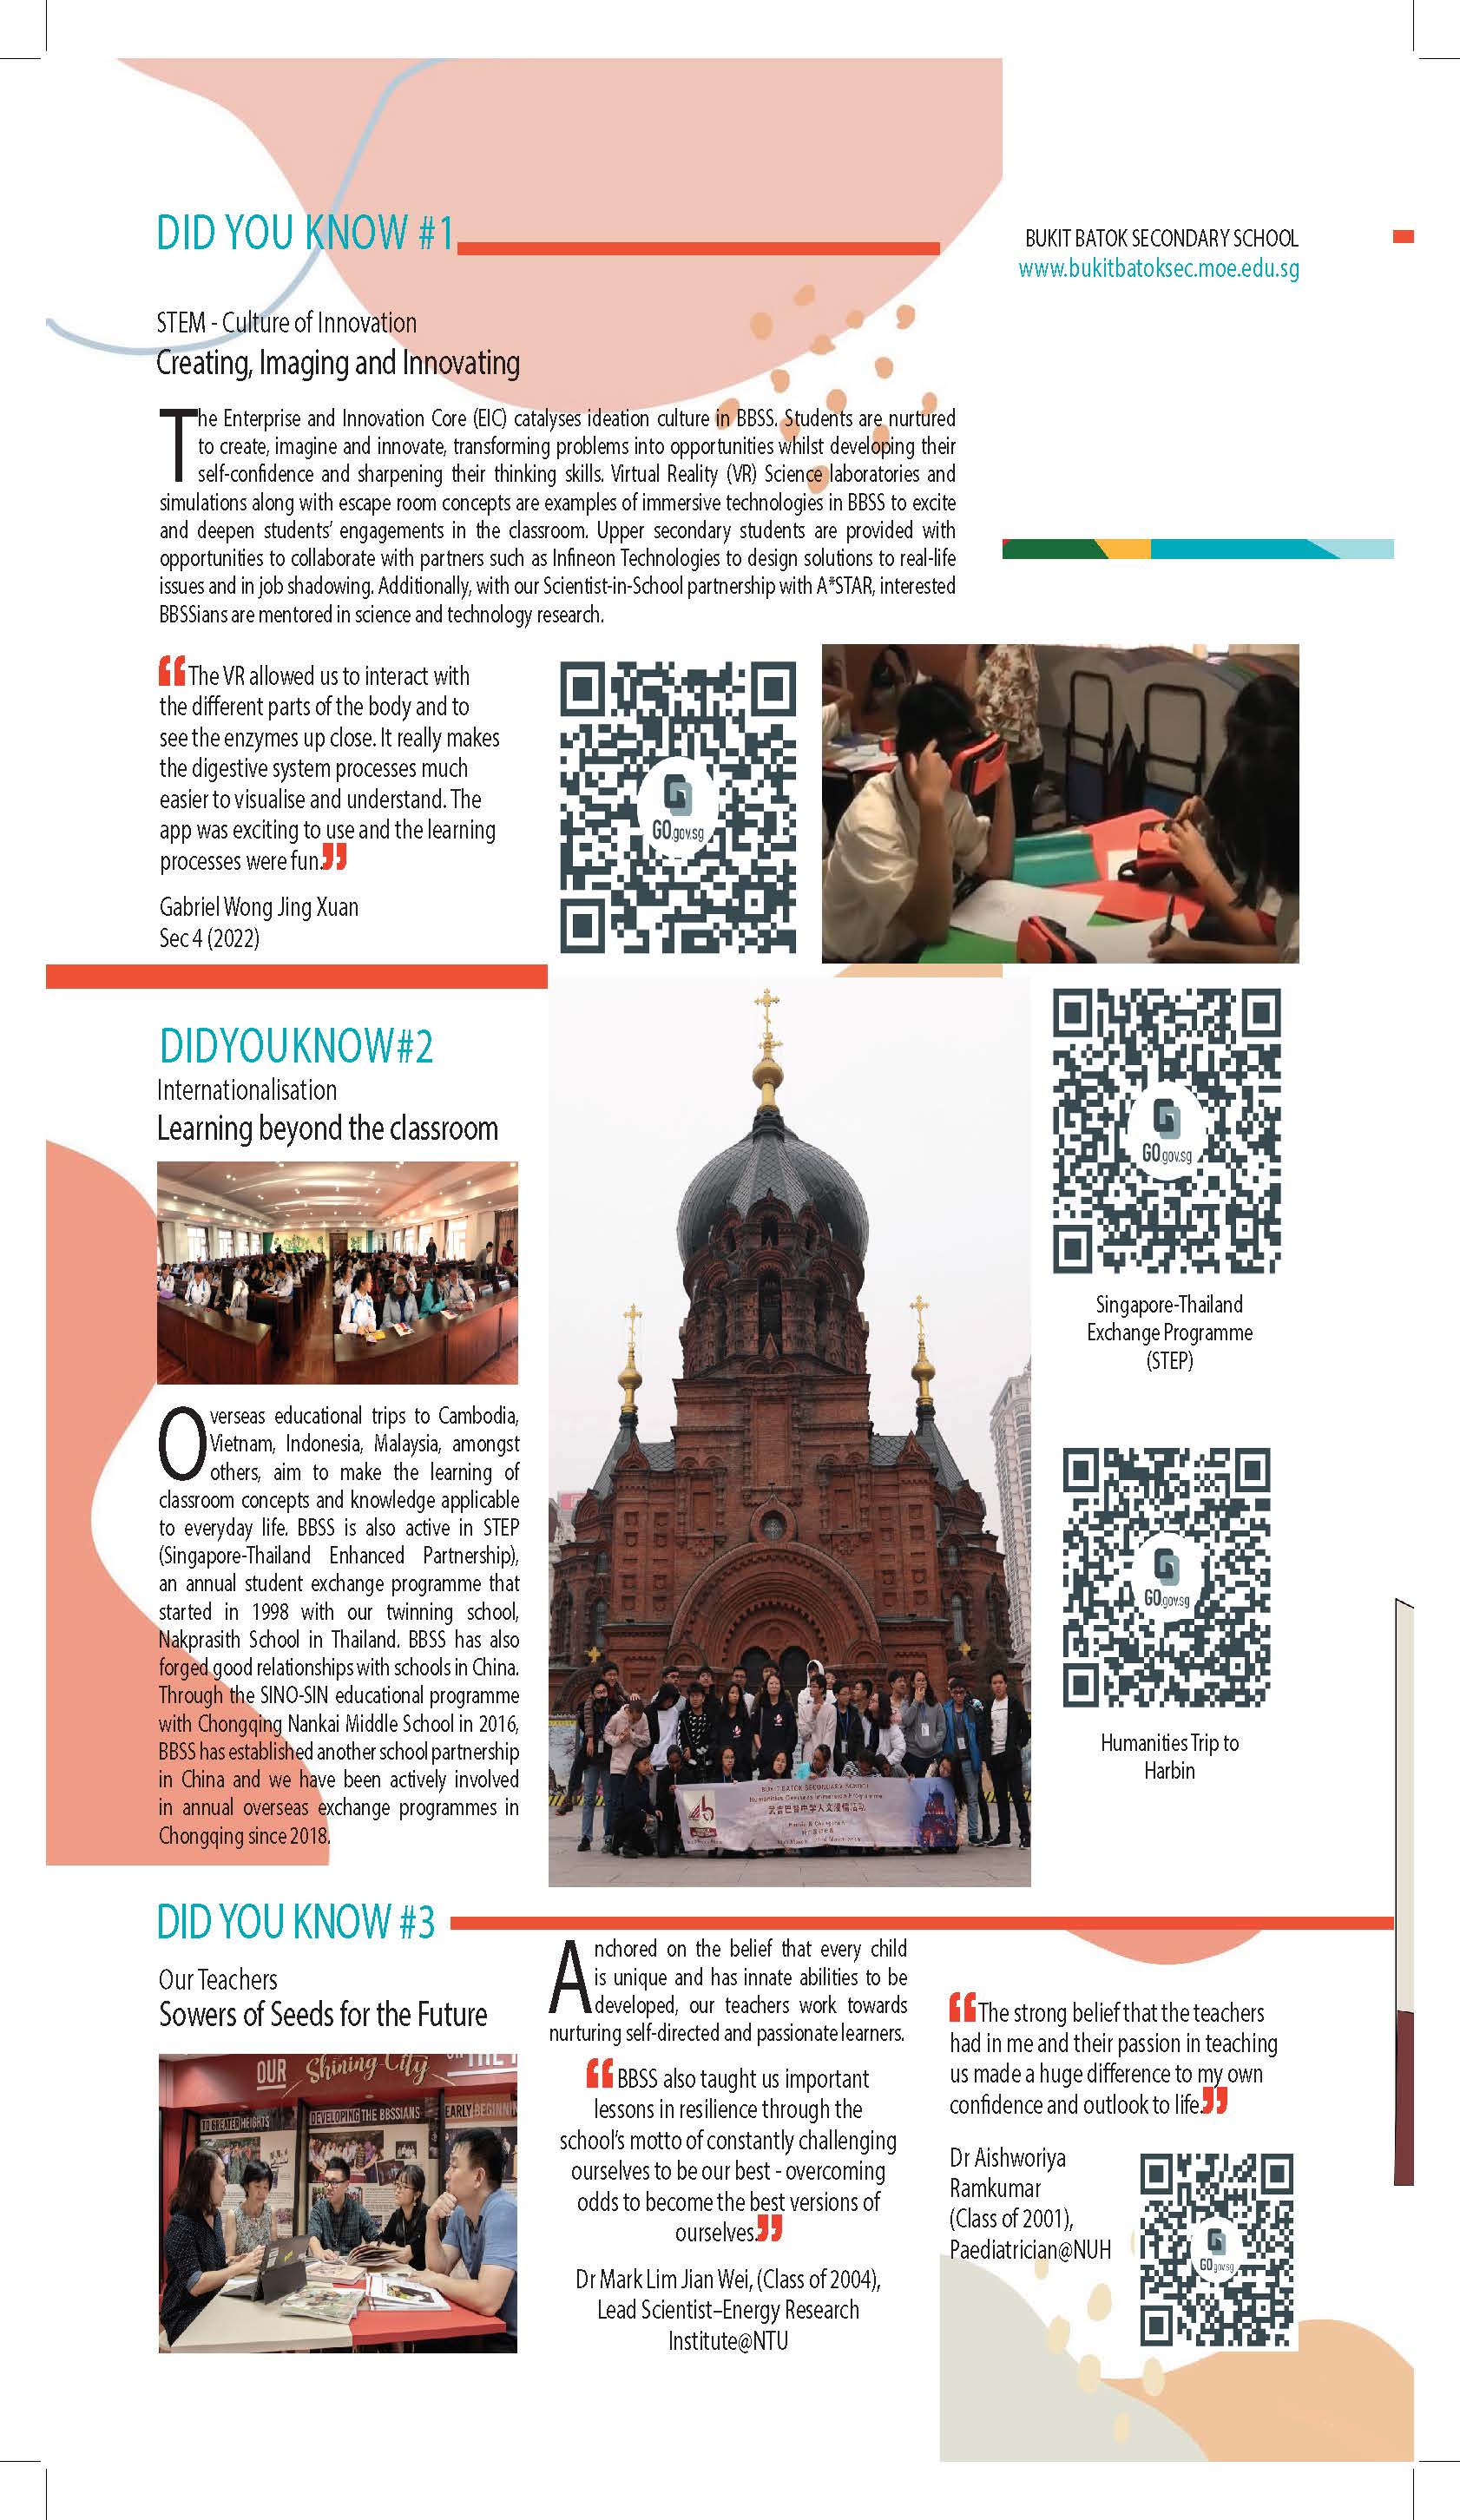 DID YOU KNOW #1
BUKIT BATOK SECONDARY SCHOOL
www.bukitbatoksec.moe.edu.sg
STEM - Culture of Innovation
Creating, Imaging and Innovating
The Enterprise and Innovation Core (EIC) catalyses ideation culture in BBSS. Students are nurtured
to create, imagine and innovate, transforming problems into opportunities whilst developing their
self-confidence and sharpening their thinking skills. Virtual Reality (VR) Science laboratories and
simulations along with escape room concepts are examples of immersive technologies in BBSS to excite
and deepen students' engagements in the classroom. Upper secondary students are provided with
opportunities to collaborate with partners such as Infineon Technologies to design solutions to real-life
issues and in job shadowing. Additionally, with our Scientist-in-School partnership with A*STAR, interested
BBSSians are mentored in science and technology research.
“The VR allowed us to interact with
the different parts of the body and to
see the enzymes up close. It really makes
the digestive system processes much
easier to visualise and understand. The
app was exciting to use and the learning
processes were fun.”
Gabriel Wong Jing Xuan
Sec 4 (2022)
GO.gov.sg
DIDYOUKNOW#2
Internationalisation
Learning beyond the classroom
Overseas educational trips to Cambodia,
Vietnam, Indonesia, Malaysia, amongst
others, aim to make the learning of
classroom concepts and knowledge applicable
to everyday life. BBSS is also active in STEP
(Singapore-Thailand Enhanced Partnership),
an annual student exchange programme that
started in 1998 with our twinning school,
Nakprasith School in Thailand. BBSS has also
forged good relationships with schools in China.
Through the SINO-SIN educational programme
with Chongqing Nankai Middle School in 2016,
BBSS has established another school partnership
in China and we have been actively involved
in annual overseas exchange programmes in
Chongqing since 2018.
BUKIT BATOK SECONDARY SCHOOL
Humanities Overseas Immersion Programme
武吉巴督中学人文浸儒活动
GO.gov.sg
Singapore-Thailand
Exchange Programme
(STEP)
GO.gov.sg
Humanities Trip to
Harbin
DID YOU KNOW #3
Our Teachers
Sowers of Seeds for the Future
OUR Shining City
TO GREATER HEIGHTS
DEVELOPING THE BBSSIANS
Anchored on the belief that every child
is unique and has innate abilities to be
developed, our teachers work towards
nurturing self-directed and passionate learners.
“BBSS also taught us important
lessons in resilience through the
school's motto of constantly challenging
ourselves to be our best - overcoming
odds to become the best versions of
ourselves.”
Dr Mark Lim Jian Wei, (Class of 2004),
Lead Scientist–Energy Research
Institute@NTU
“The strong belief that the teachers
had in me and their passion in teaching
us made a huge difference to my own
confidence and outlook to life.”
Dr Aishworiya
Ramkumar
(Class of 2001),
Paediatrician@NUH
GO.gov.sg